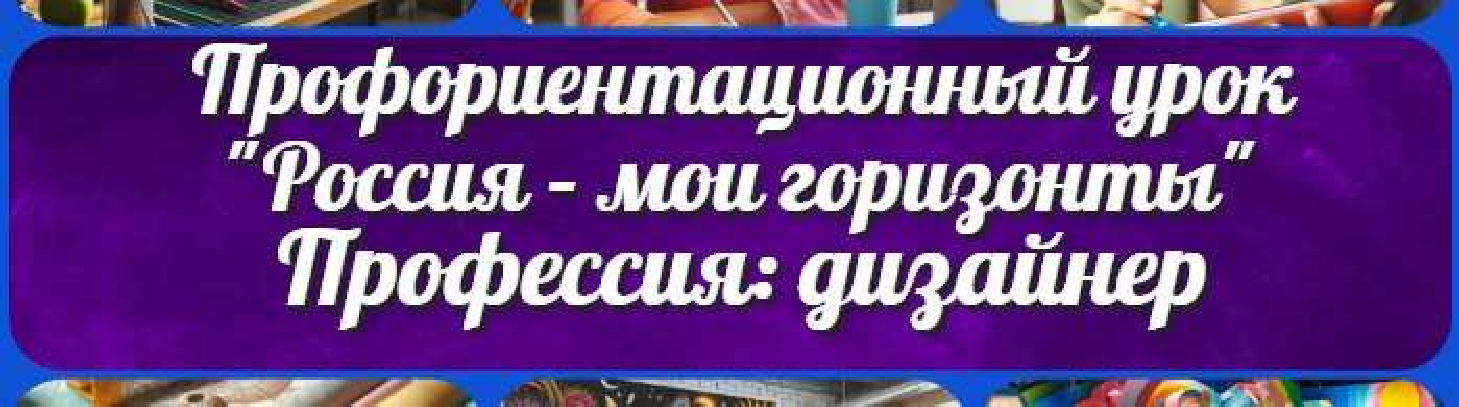 Профориентационный урок
"Россия - мои горизонты"
Профессия: дизайнер